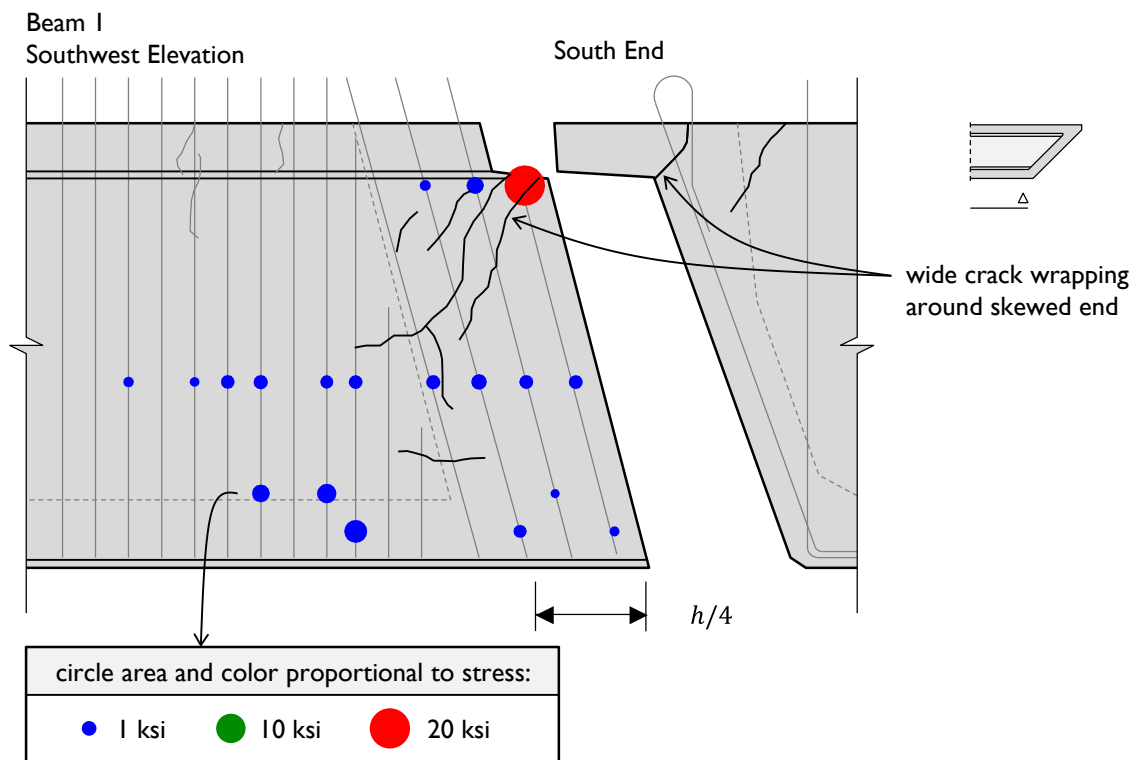 Beam 1
Southwest Elevation
South End
Δ
wide crack wrapping
around skewed end
h/4
circle area and color proportional to stress:
1 ksi
10 ksi
20 ksi